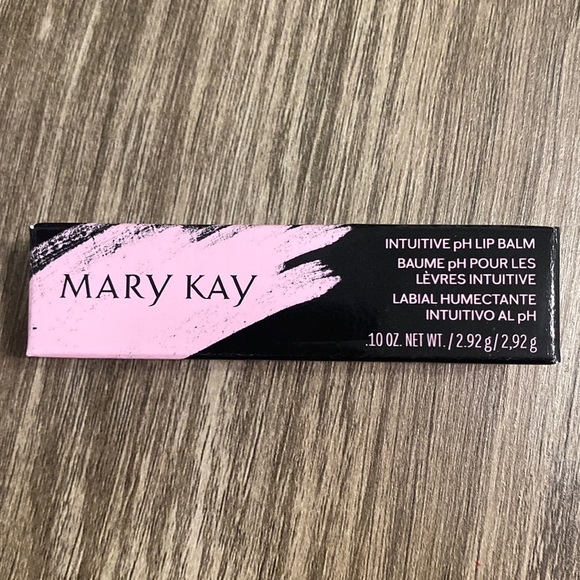 MARY KAY
INTUITIVE pH LIP BALM
BAUME pH POUR LES
LÈVRES INTUITIVE
LABIAL HUMECTANTE
INTUITIVO AL pH
.10 OZ. NET WT. / 2.92 g / 2,92 g